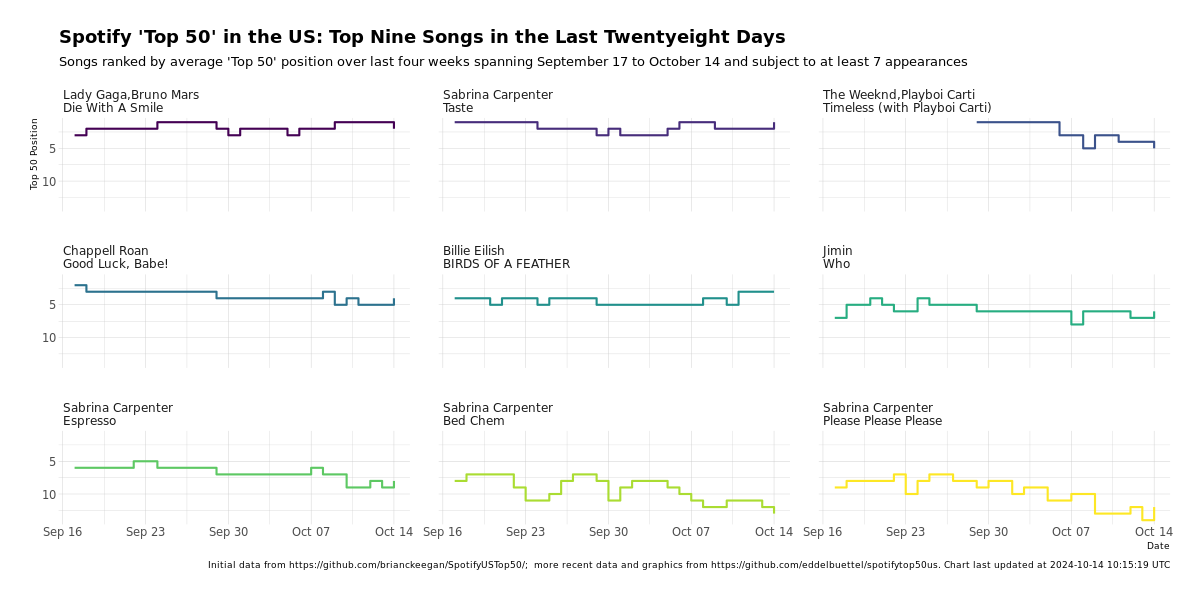 Spotify 'Top 50' in the US: Top Nine Songs in the Last Twentyeight Days
Songs ranked by average 'Top 50' position over last four weeks spanning September 17 to October 14 and subject to at least 7 appearances
Lady Gaga,Bruno Mars
Die With A Smile
Sabrina Carpenter
Taste
The Weeknd,Playboi Carti
Timeless (with Playboi Carti)
Top 50 Position
5
10
Chappell Roan
Good Luck, Babe!
Billie Eilish
BIRDS OF A FEATHER
Jimin
Who
5
10
Sabrina Carpenter
Espresso
Sabrina Carpenter
Bed Chem
Sabrina Carpenter
Please Please Please
5
10
Sep 16 Sep 23 Sep 30 Oct 07 Oct 14 Sep 16 Sep 23 Sep 30 Oct 07 Oct 14 Sep 16 Sep 23 Sep 30 Oct 07 Oct 14
Date
Initial data from https://github.com/brianckeegan/SpotifyUSTop50/;  more recent data and graphics from https://github.com/eddelbuettel/spotifytop50us. Chart last updated at 2024-10-14 10:15:19 UTC